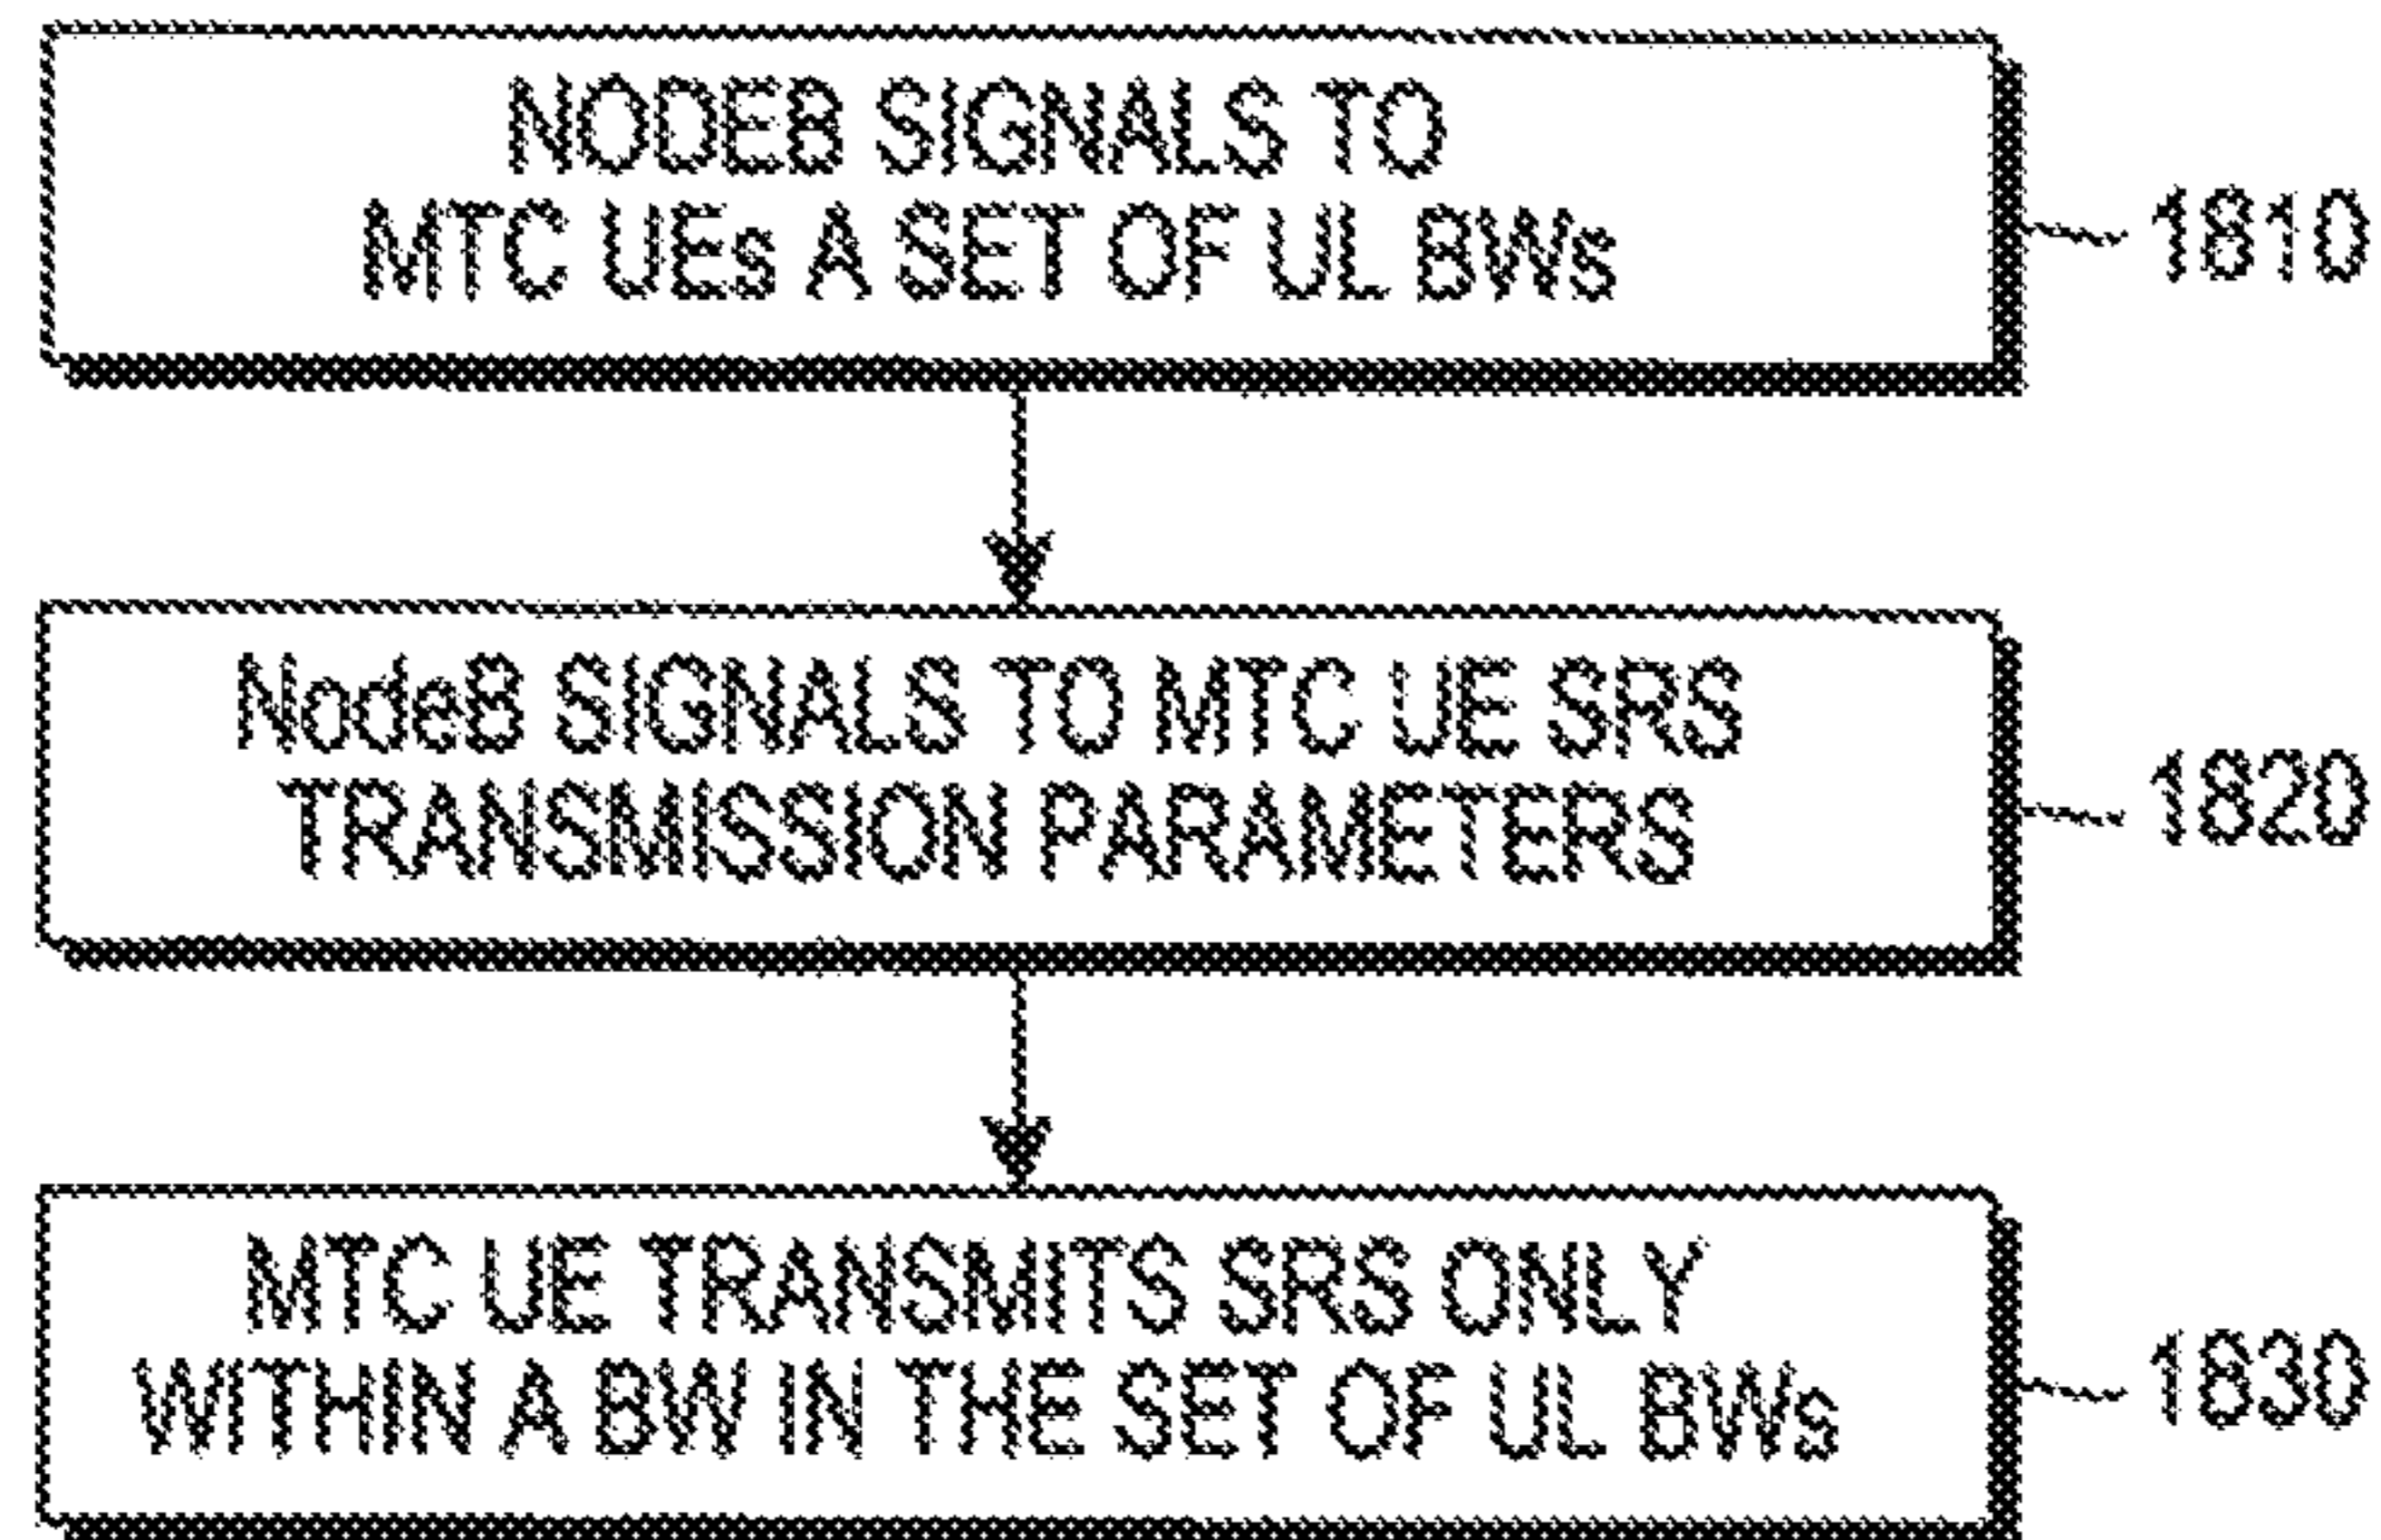 NODEB SIGNALS TO
MTC UEs A SET OF UL BWs
1810
NodeB SIGNALS TO MTC UE SRS
TRANSMISSION PARAMETERS
1820
MTC UE TRANSMITS SRS ONLY
WITHIN A BW IN THE SET OF UL BWs
1830